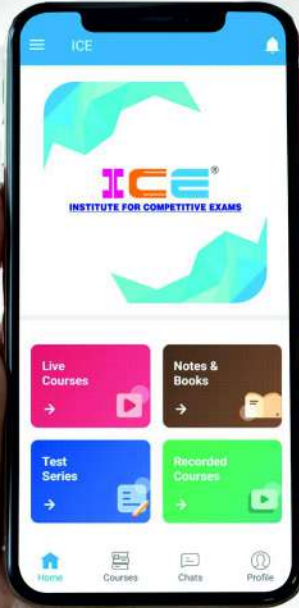 ICE
ICE®
INSTITUTE FOR COMPETITIVE EXAMS
Live
Courses
Notes &
Books
Test
Series
Recorded
Courses
Home
Courses
Chats
Profile